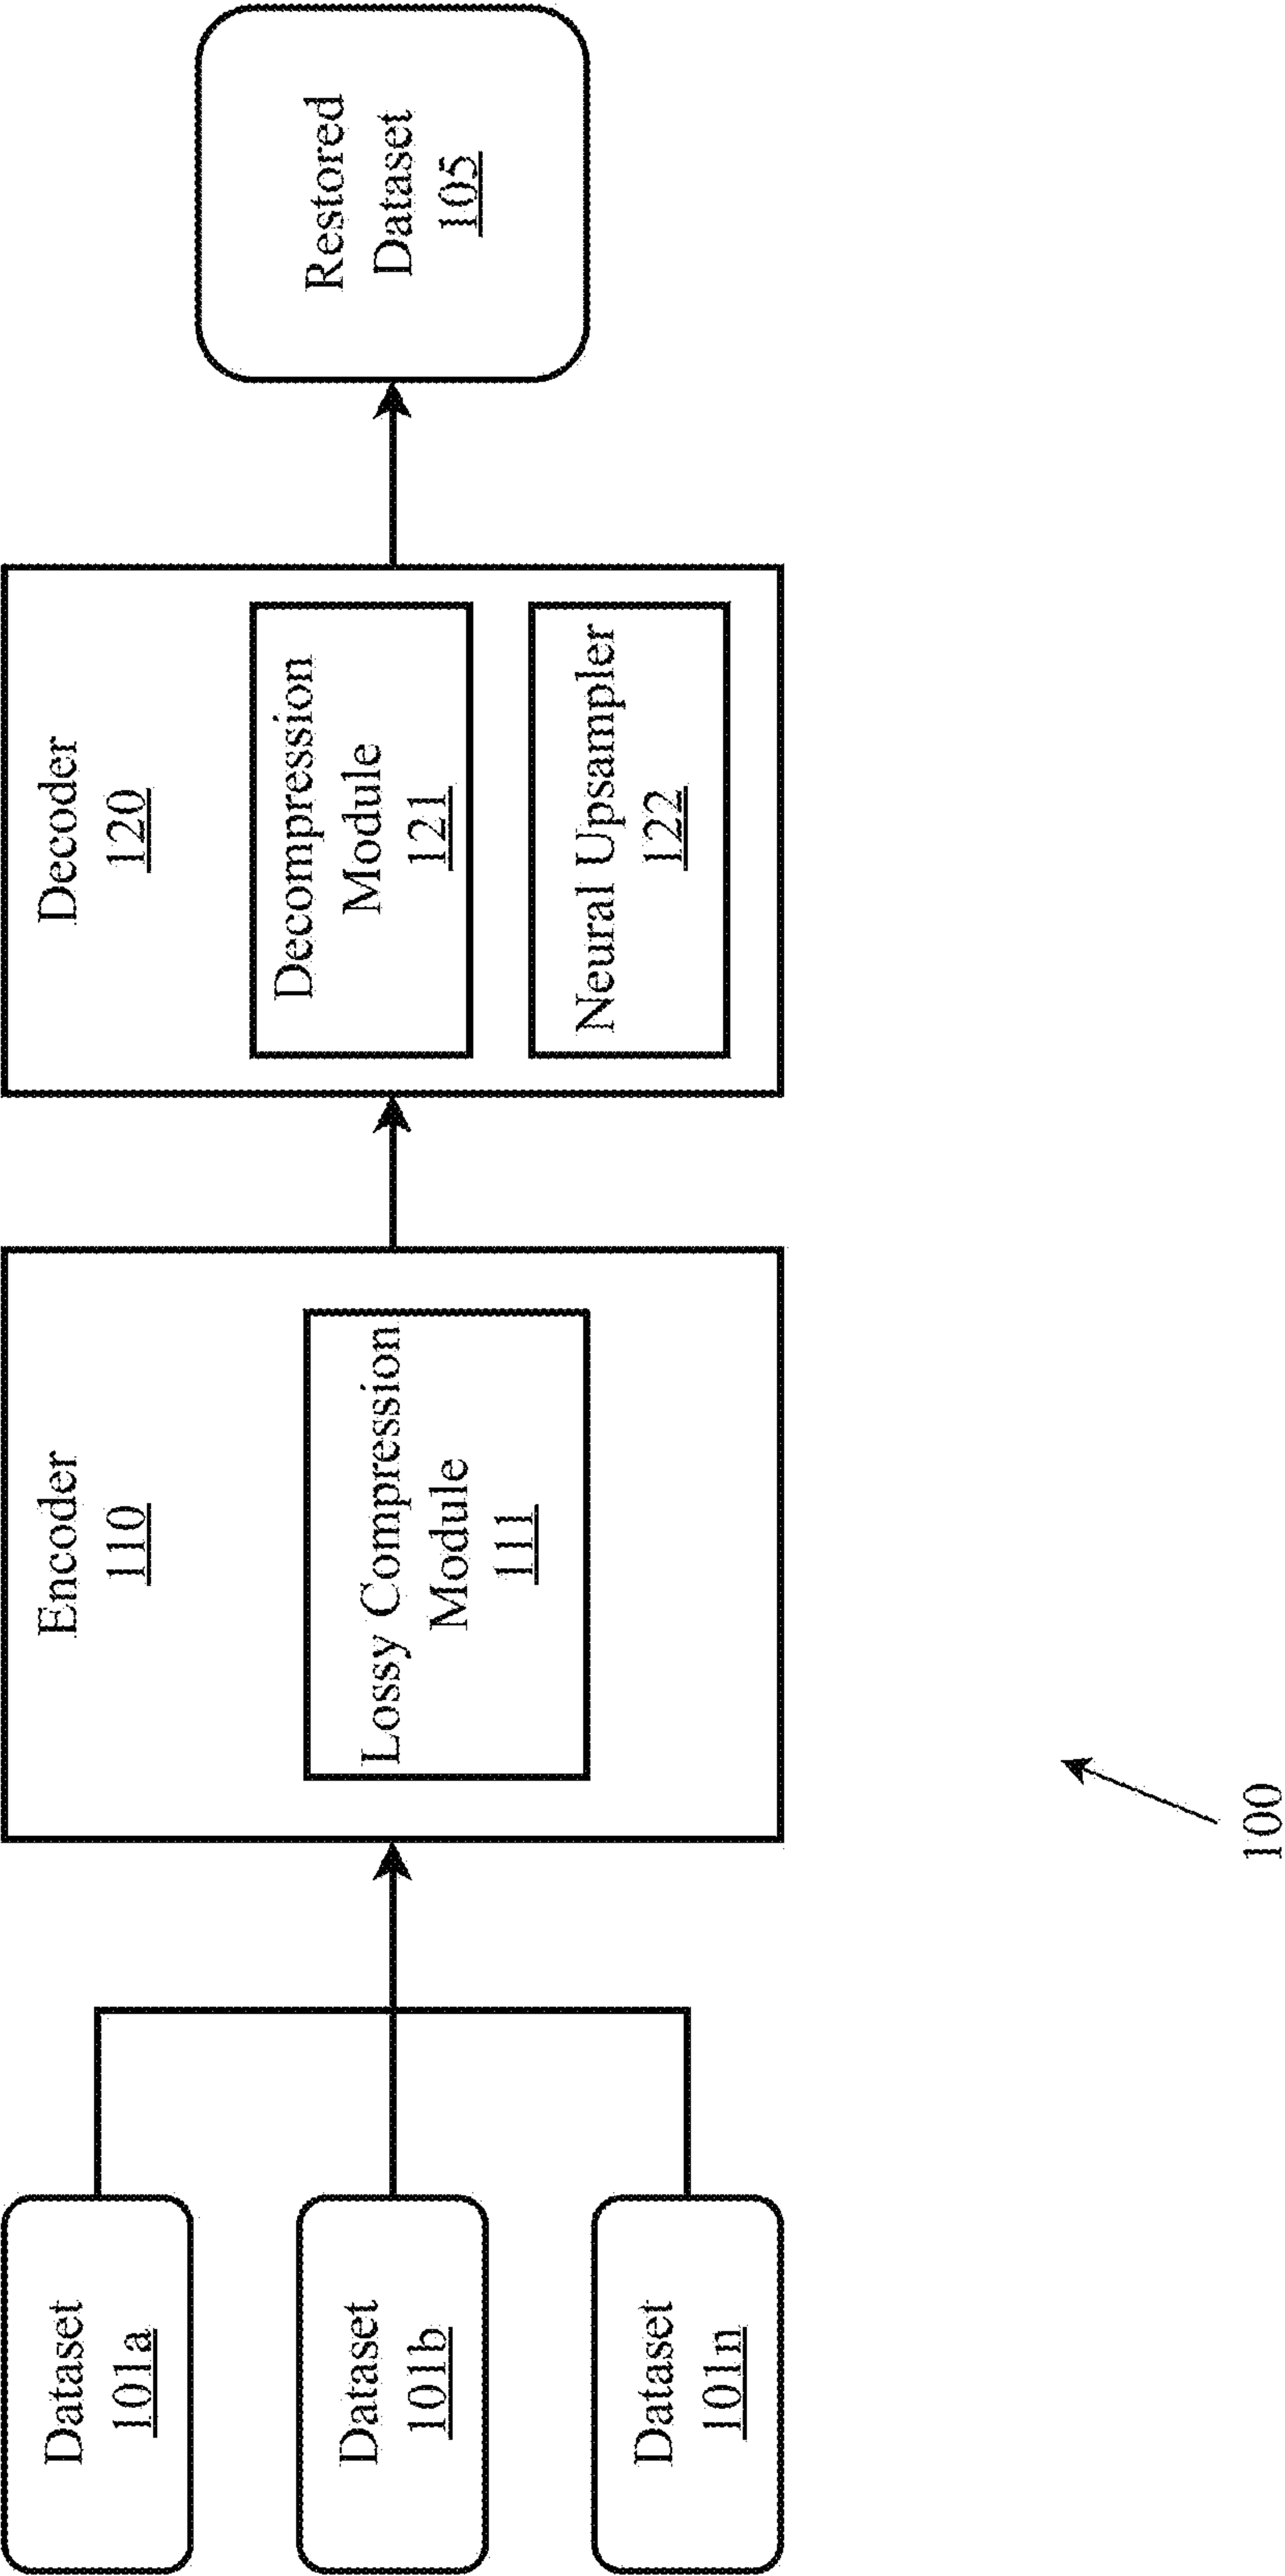 Dataset
101a
Dataset
101b
Dataset
101n
Encoder
110
Lossy Compression
Module
111
Decoder
120
Decompression
Module
121
Neural Upsampler
122
Restored
Dataset
105
100